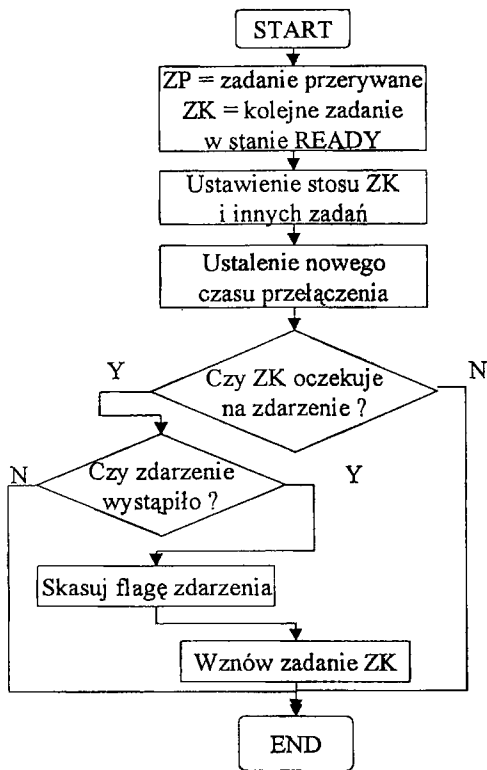 START
ZP = zadanie przerywane
ZK = kolejne zadanie
w stanie READY
Ustawienie stosu ZK
i innych zadań
Ustalenie nowego
czasu przełączenia
Y
N
Czy ZK oczekuje
na zdarzenie ?
N
Y
Czy zdarzenie
wystąpiło ?
Skasuj flagę zdarzenia
Wznów zadanie ZK
END